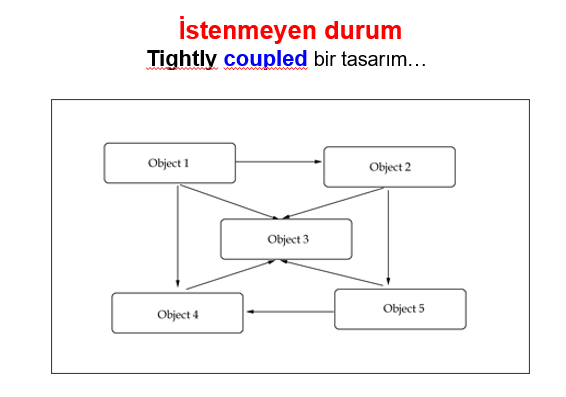 İstenmeyen durum
Tightly coupled bir tasarım…
Object 1
Object 2
Object 3
Object 4
Object 5